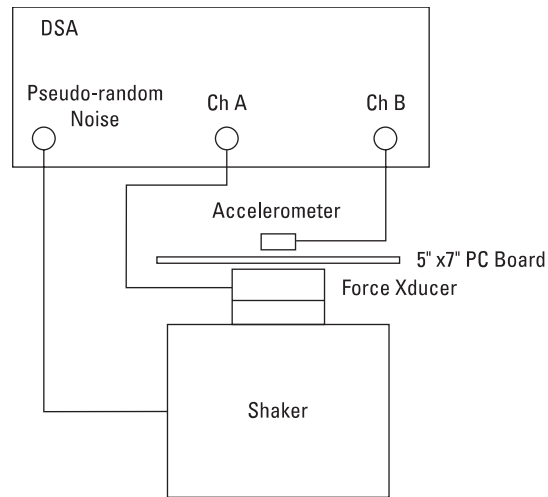 DSA
Pseudo-random
Noise
Ch A
Ch B
Accelerometer
5" x7" PC Board
Force Xducer
Shaker